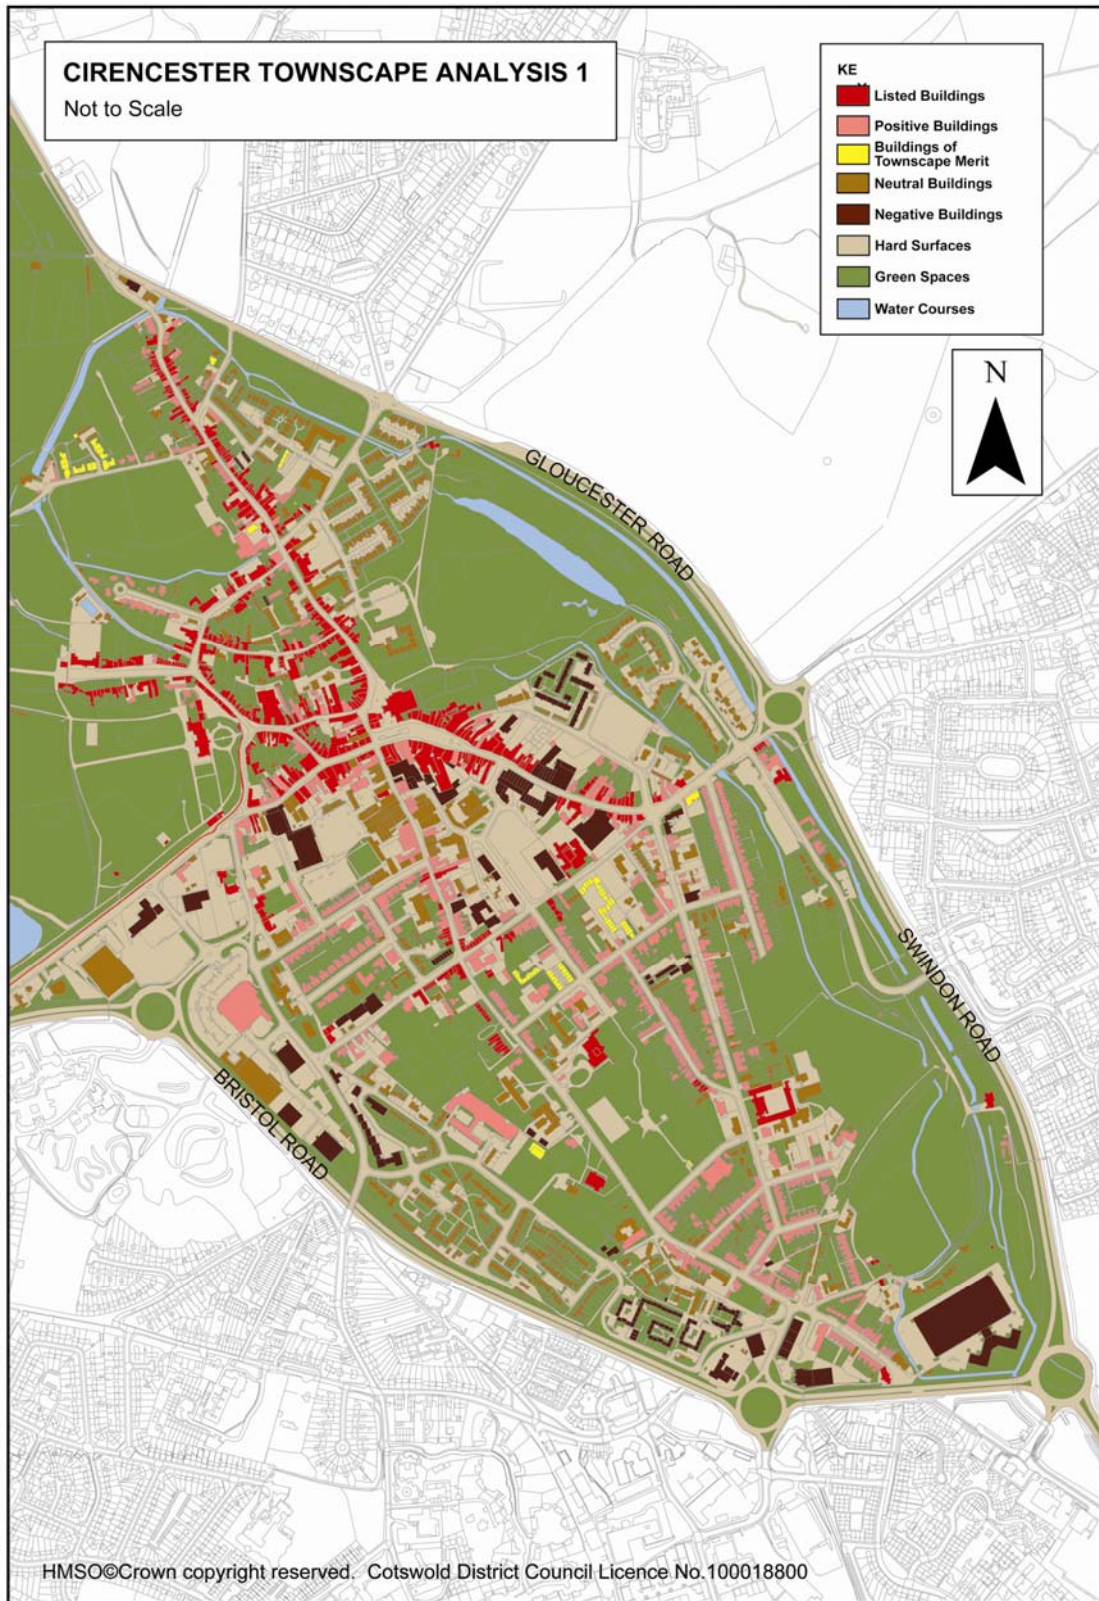 CIRENCESTER TOWNSCAPE ANALYSIS 1
Not to Scale
KE
Listed Buildings
Positive Buildings
Buildings of
Townscape Merit
Neutral Buildings
Negative Buildings
Hard Surfaces
Green Spaces
Water Courses
N
GLOUCESTER ROAD
SWINDON ROAD
BRISTOL ROAD
HMSO©Crown copyright reserved. Cotswold District Council Licence No.100018800